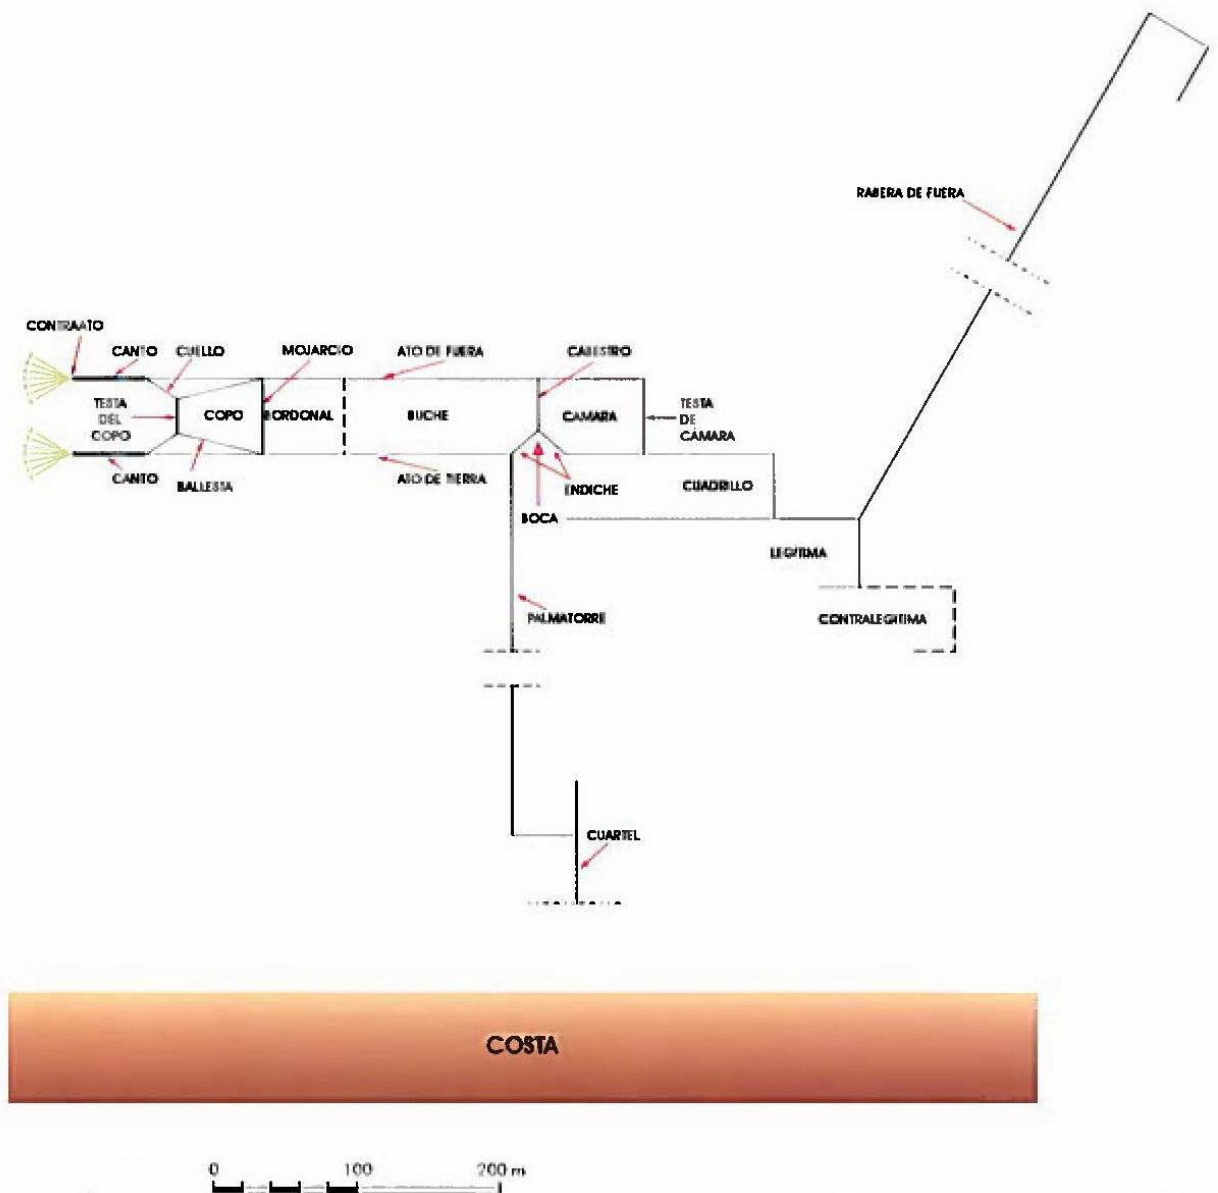 RABERA DE FUERA
CONTRAATO
CANTO
CUELLO
MOJARCIO
ATO DE FUERA
CABESTRO
TESTA
DEL
COPO
COPO
BORDONAL
BUCHE
CAMARA
TESTA
DE
CÁMARA
CANTO
BALLESTA
ATO DE TIERRA
ENDICHE
CUADRILLO
BOCA
LEGITIMA
PALMATORRE
CONTRALEGITIMA
CUARTEL
COSTA
0 100 200 m